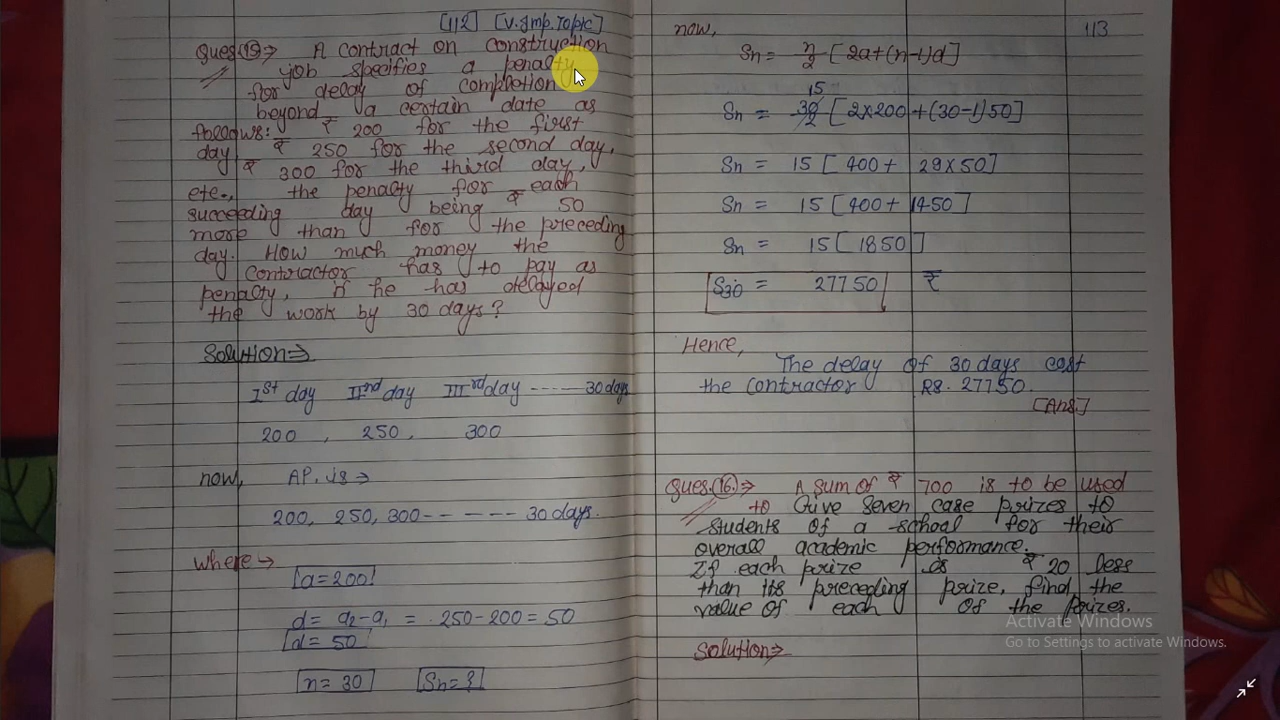 [112] [V.Imp.Topic]
Ques.(15)⇒ A contract on construction
job specifies a penalty
for delay of completion
beyond a certain date as
follows: ₹ 200 for the first
day ₹ 250 for the second day,
₹ 300 for the third day,
etc., the penalty for each
succeeding day being ₹ 50
more than for the preceding
day. How much money the
contractor has to pay as
penalty, if he has delayed
the work by 30 days?
Solution⇒
Ist day IInd day IIIrd day ------ 30 days
200 , 250, 300
now, AP. is →
200, 250, 300 ------ 30 days.
where →
a=200
d= a2-a1 = 250-200 = 50
d = 50
n = 30 Sn = ?
113
now,
Sn = n/2 [2a+(n-1)d]
15
Sn = 30/2 [2×200+(30-1)50]
Sn = 15 [400+ 29×50]
Sn = 15 [400+ 1450]
Sn = 15 [1850]
S30 = 27750 ₹
Hence,
The delay of 30 days cost
the contractor RS. 27750.
[Ans.]
Ques.(16.)⇒ A sum of ₹ 700 is to be used
to Give seven case prizes to
students of a school for their
overall academic performance.
If each prize is ₹ 20 less
than its preceding prize, find the
value of each of the prizes.
Solution⇒
Activate Windows
Go to Settings to activate Windows.